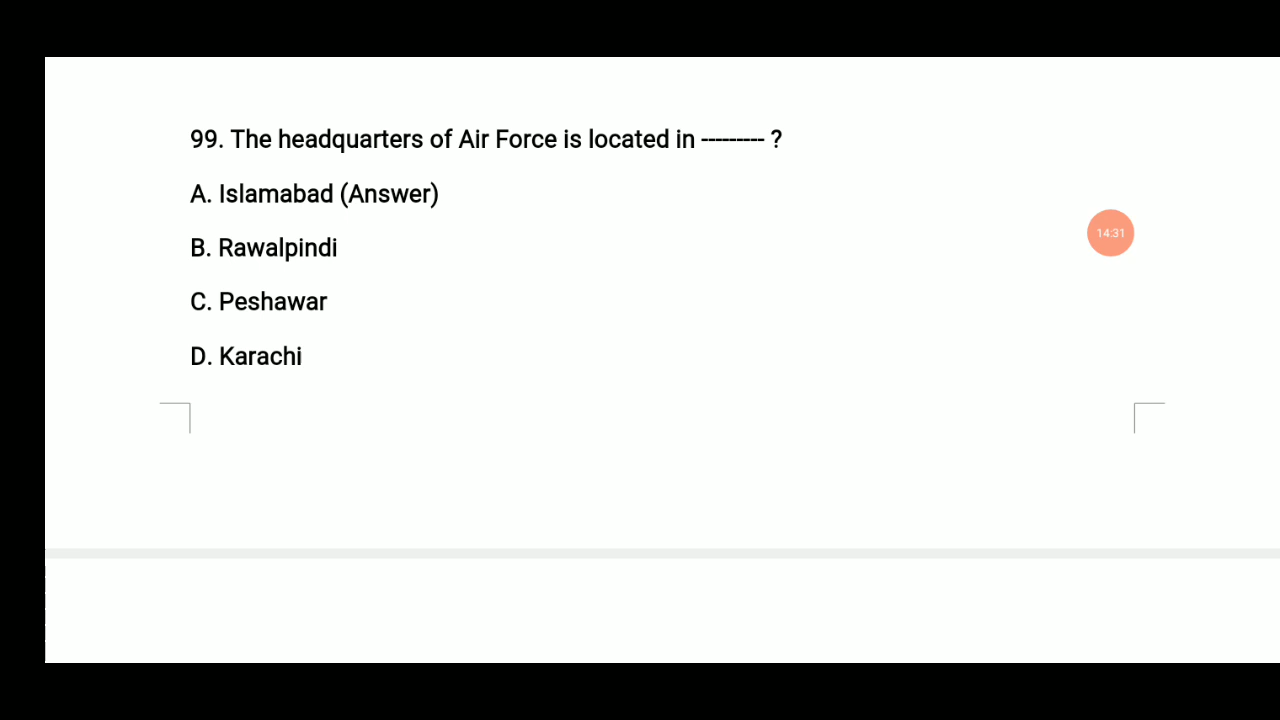 99. The headquarters of Air Force is located in --------- ?
A. Islamabad (Answer)
14:31
B. Rawalpindi
C. Peshawar
D. Karachi